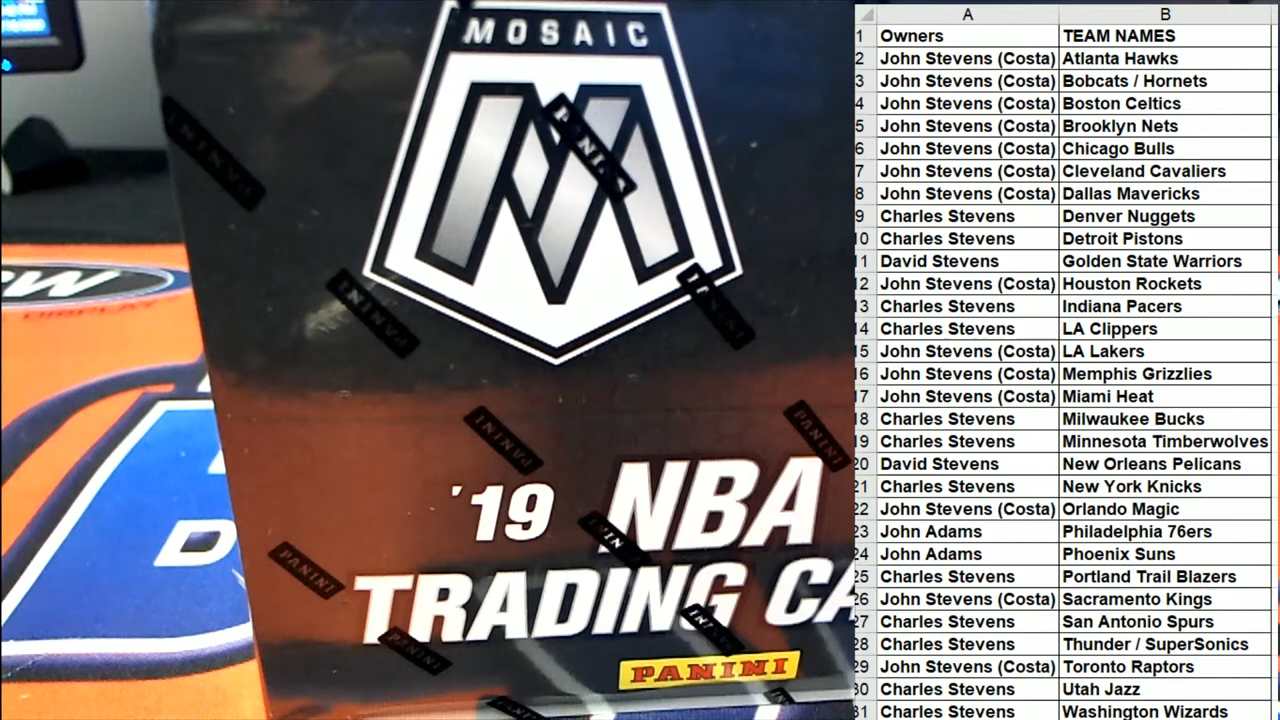 MOSAIC
M
'19 NBA
TRADING CA
PANINI
PANINI
PANINI
PANINI
PANINI
PANINI
PANINI
PANINI
W
D
A B
1 Owners TEAM NAMES
2 John Stevens (Costa) Atlanta Hawks
3 John Stevens (Costa) Bobcats / Hornets
4 John Stevens (Costa) Boston Celtics
5 John Stevens (Costa) Brooklyn Nets
6 John Stevens (Costa) Chicago Bulls
7 John Stevens (Costa) Cleveland Cavaliers
8 John Stevens (Costa) Dallas Mavericks
9 Charles Stevens Denver Nuggets
10 Charles Stevens Detroit Pistons
11 David Stevens Golden State Warriors
12 John Stevens (Costa) Houston Rockets
13 Charles Stevens Indiana Pacers
14 Charles Stevens LA Clippers
15 John Stevens (Costa) LA Lakers
16 John Stevens (Costa) Memphis Grizzlies
17 John Stevens (Costa) Miami Heat
18 Charles Stevens Milwaukee Bucks
19 Charles Stevens Minnesota Timberwolves
20 David Stevens New Orleans Pelicans
21 Charles Stevens New York Knicks
22 John Stevens (Costa) Orlando Magic
23 John Adams Philadelphia 76ers
24 John Adams Phoenix Suns
25 Charles Stevens Portland Trail Blazers
26 John Stevens (Costa) Sacramento Kings
27 Charles Stevens San Antonio Spurs
28 Charles Stevens Thunder / SuperSonics
29 John Stevens (Costa) Toronto Raptors
30 Charles Stevens Utah Jazz
31 Charles Stevens Washington Wizards